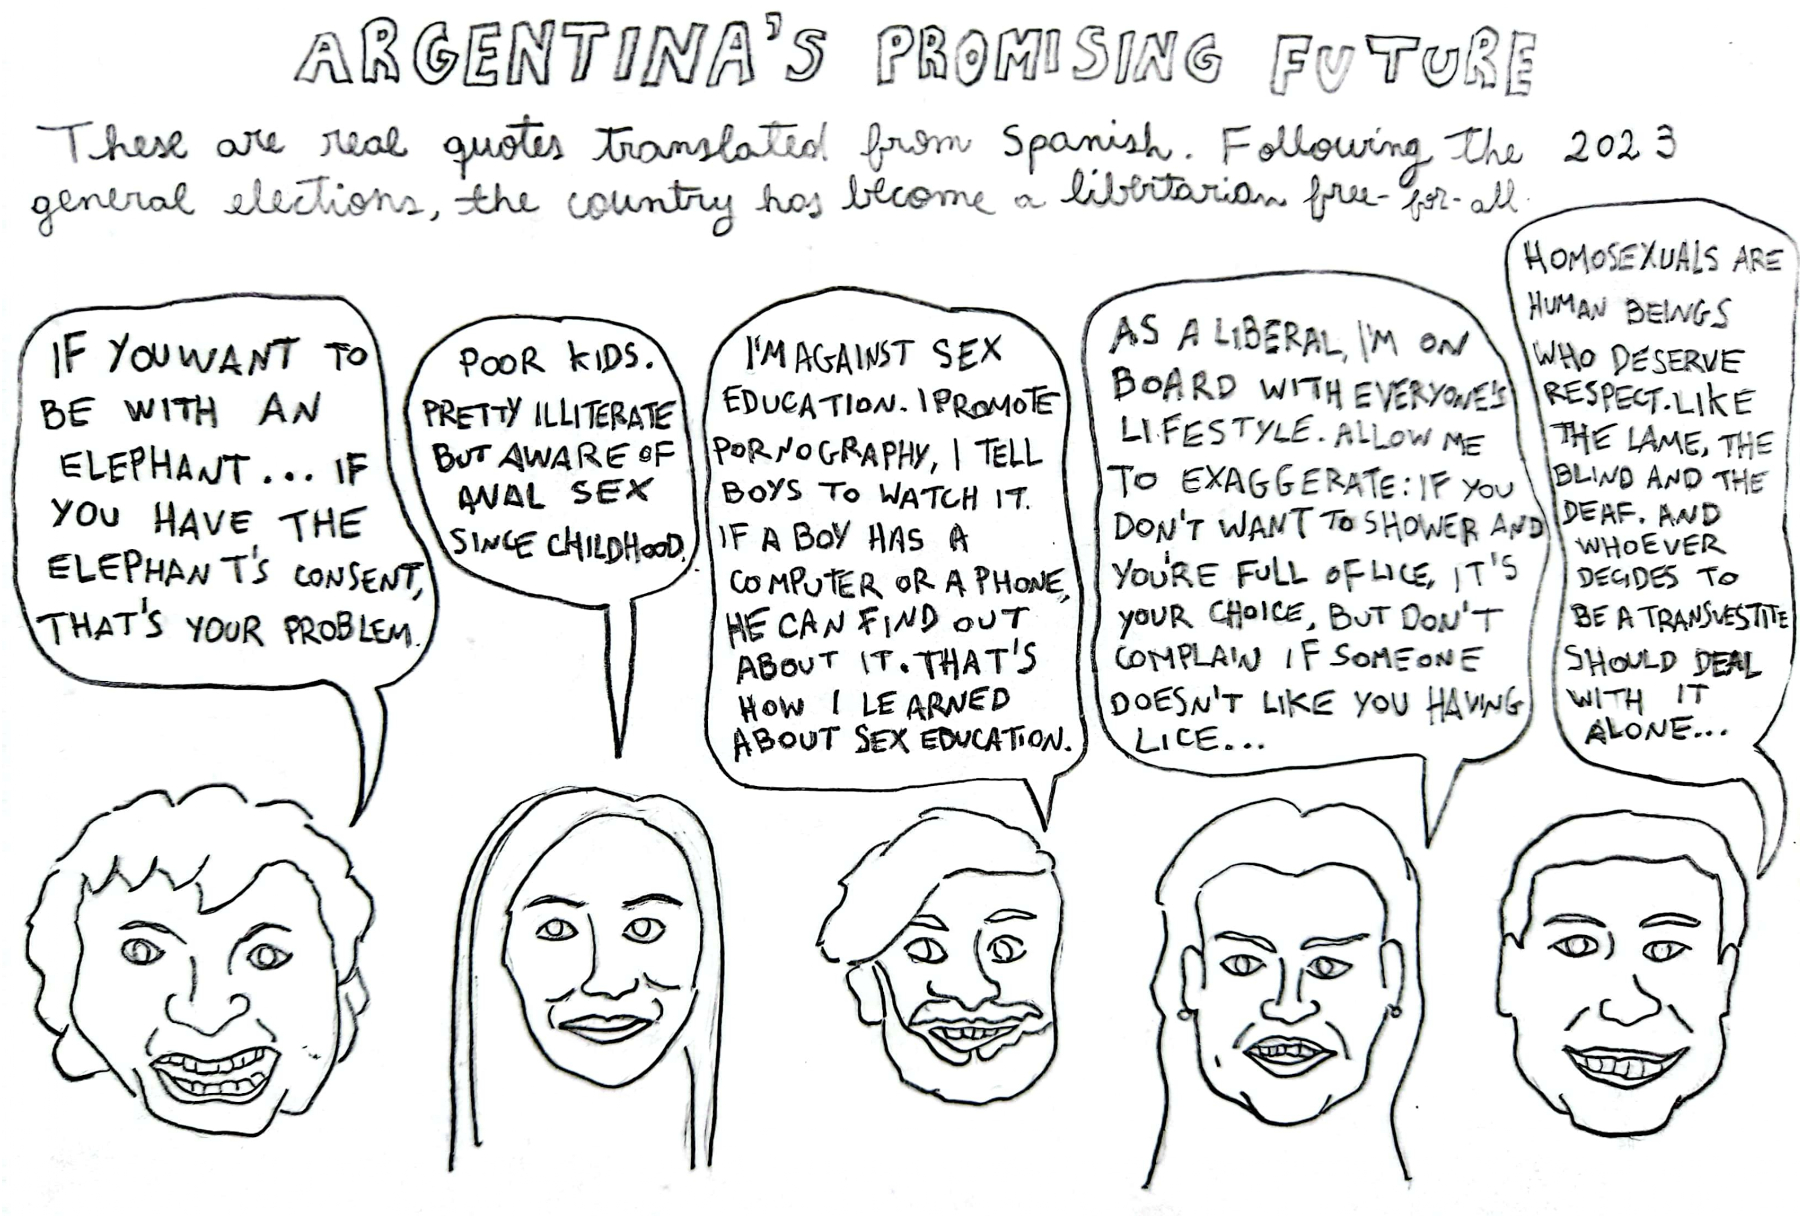 ARGENTINA'S PROMISING FUTURE
These are real quotes translated from Spanish. Following the 2023
general elections, the country has become a libertarian free-for-all.
IF YOU WANT TO
BE WITH AN
ELEPHANT... IF
YOU HAVE THE
ELEPHANT'S CONSENT,
THAT'S YOUR PROBLEM.
POOR KIDS.
PRETTY ILLITERATE
BUT AWARE OF
ANAL SEX
SINCE CHILDHOOD.
I'M AGAINST SEX
EDUCATION. I PROMOTE
PORNOGRAPHY, I TELL
BOYS TO WATCH IT.
IF A BOY HAS A
COMPUTER OR A PHONE,
HE CAN FIND OUT
ABOUT IT. THAT'S
HOW I LEARNED
ABOUT SEX EDUCATION.
AS A LIBERAL, I'M ON
BOARD WITH EVERYONE'S
LIFESTYLE. ALLOW ME
TO EXAGGERATE: IF YOU
DON'T WANT TO SHOWER AND
YOU'RE FULL OF LICE, IT'S
YOUR CHOICE, BUT DON'T
COMPLAIN IF SOMEONE
DOESN'T LIKE YOU HAVING
LICE...
HOMOSEXUALS ARE
HUMAN BEINGS
WHO DESERVE
RESPECT. LIKE
THE LAME, THE
BLIND AND THE
DEAF. AND
WHOEVER
DECIDES TO
BE A TRANSVESTITE
SHOULD DEAL
WITH IT
ALONE...